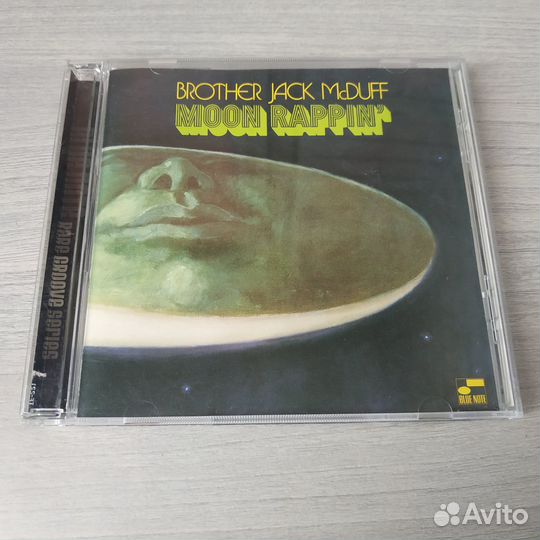 BROTHER JACK McDUFF
MOON RAPPIN'
RARE GROOVE SERIES
BLUE NOTE
Avito